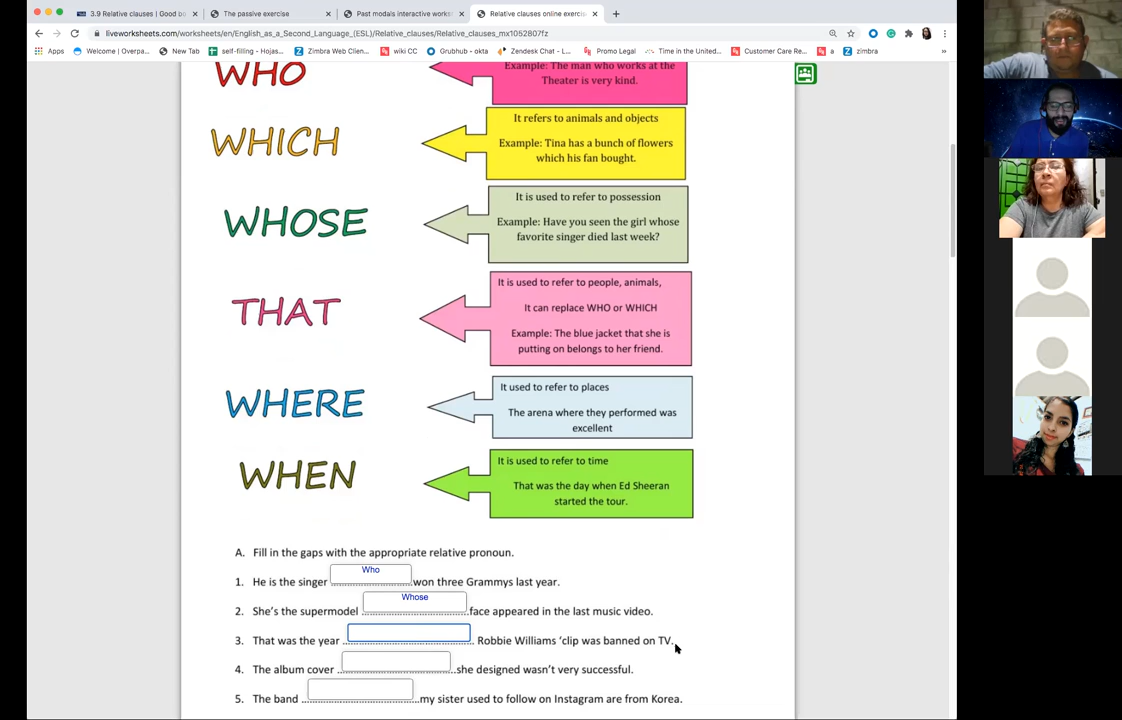 3.9 Relative clauses | Good b
The passive exercise
Past modals interactive works
Relative clauses online exerci
liveworksheets.com/worksheets/en/English_as_a_Second_Language_(ESL)/Relative_clauses/Relative_clauses_mx1052807fz
Apps
Welcome | Overpa...
New Tab
self-filling - Hojas...
Zimbra Web Clien...
wiki CC
Grubhub - okta
Zendesk Chat - L...
Promo Legal
Time in the United...
Customer Care Re...
a
zimbra
WHO
Example: The man who works at the
Theater is very kind.
WHICH
It refers to animals and objects
Example: Tina has a bunch of flowers
which his fan bought.
WHOSE
It is used to refer to possession
Example: Have you seen the girl whose
favorite singer died last week?
THAT
It is used to refer to people, animals,
It can replace WHO or WHICH
Example: The blue jacket that she is
putting on belongs to her friend.
WHERE
It used to refer to places
The arena where they performed was
excellent
WHEN
It is used to refer to time
That was the day when Ed Sheeran
started the tour.
A. Fill in the gaps with the appropriate relative pronoun.
1. He is the singer Who won three Grammys last year.
2. She's the supermodel Whose face appeared in the last music video.
3. That was the year Robbie Williams 'clip was banned on TV.
4. The album cover she designed wasn't very successful.
5. The band my sister used to follow on Instagram are from Korea.